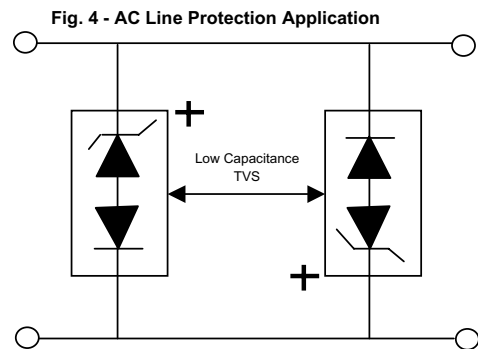 Fig. 4 - AC Line Protection Application
+
Low Capacitance
TVS
+